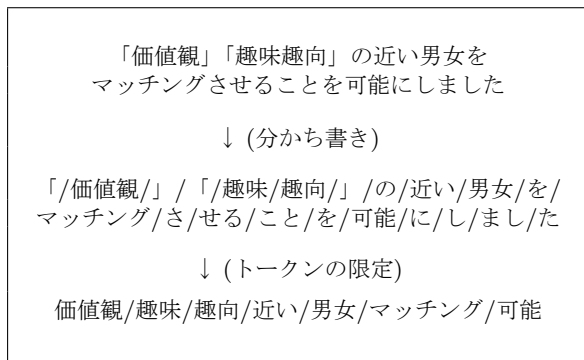 「価値観」「趣味趣向」の近い男女を
マッチングさせることを可能にしました
↓ (分かち書き)
「/価値観/」/「/趣味/趣向/」/の/近い/男女/を/
マッチング/さ/せる/こと/を/可能/に/し/まし/た
↓ (トークンの限定)
価値観/趣味/趣向/近い/男女/マッチング/可能